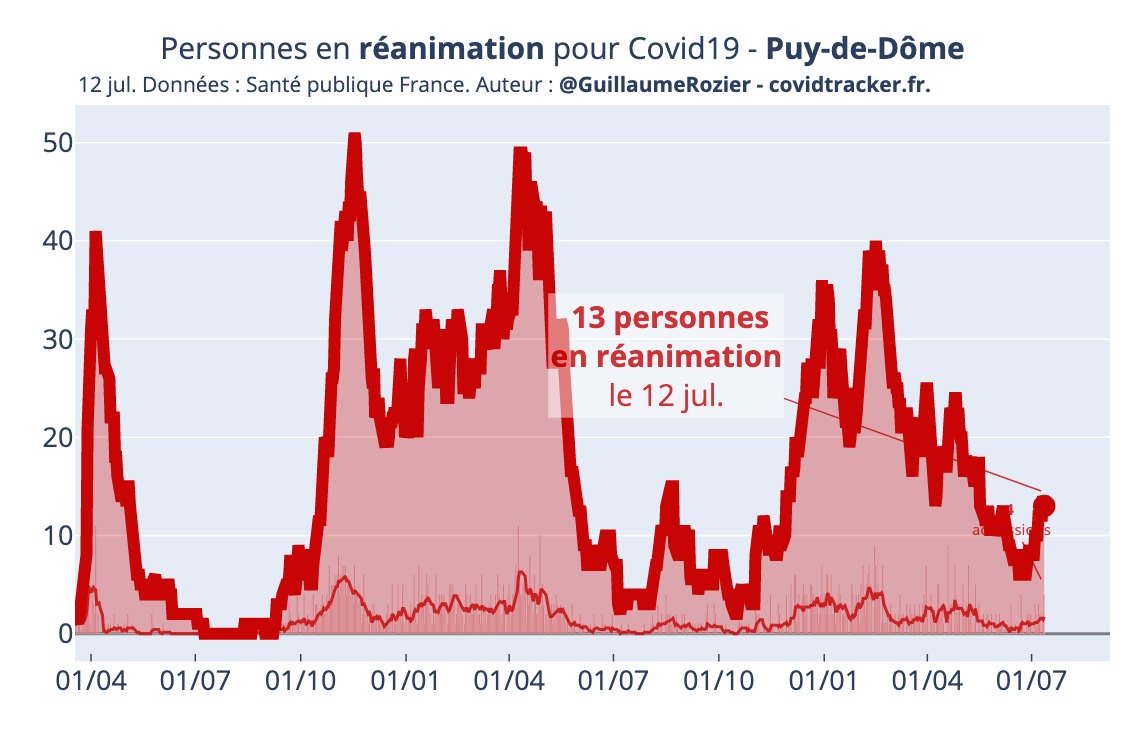 Personnes en réanimation pour Covid19 - Puy-de-Dôme
12 jul. Données : Santé publique France. Auteur : @GuillaumeRozier - covidtracker.fr.
50
40
30
20
10
0
13 personnes
en réanimation
le 12 jul.
4
01/04 01/07 01/10 01/01 01/04 01/07 01/10 01/01 01/04 01/07